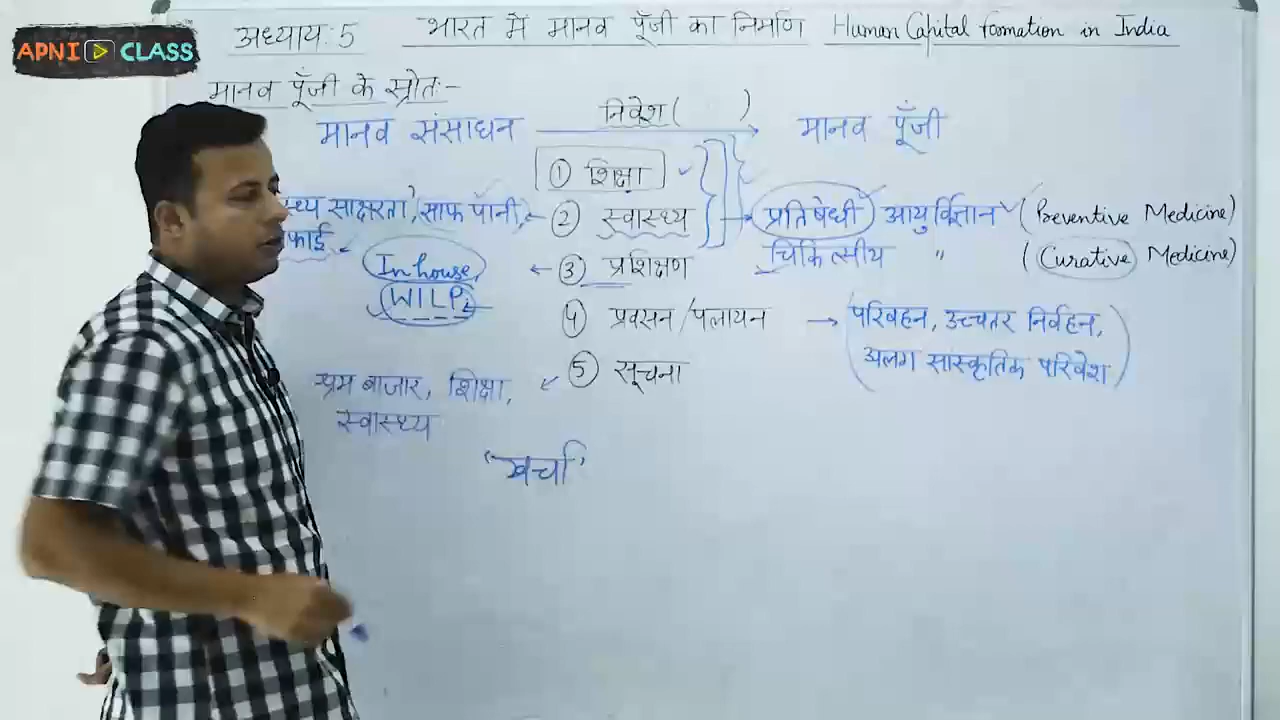 APNI CLASS
अध्याय: 5 भारत में मानव पूँजी का निर्माण Human Capital Formation in India
मानव पूँजी के स्रोत:-
मानव संसाधन निवेश ( ) मानव पूँजी
① शिक्षा
साक्षरता, साफ पानी, ② स्वास्थ्य प्रतिषेधी आयुर्विज्ञान (Preventive Medicine)
चिकित्सीय " (Curative Medicine)
In house, ③ प्रशिक्षण
WILP
④ प्रवसन/पलायन → (परिवहन, उच्चतर निर्वहन,
अलग सांस्कृतिक परिवेश)
⑤ सूचना
श्रम बाजार, शिक्षा,
स्वास्थ्य
'खर्चा'